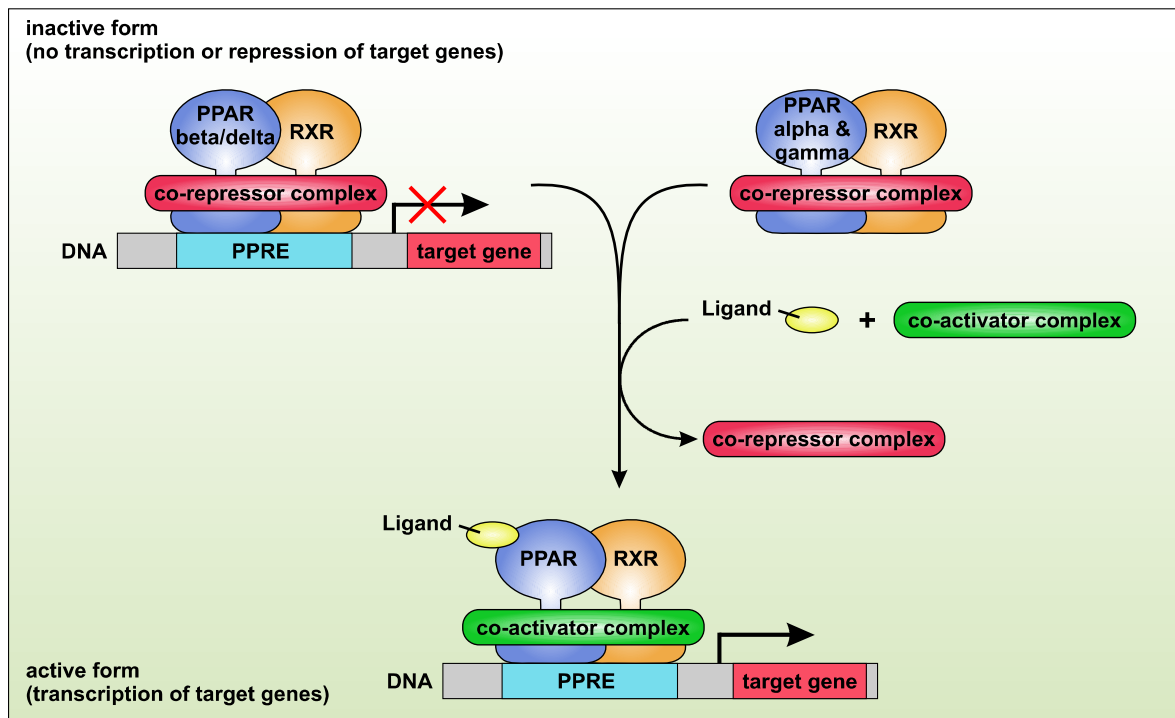 inactive form
(no transcription or repression of target genes)
PPAR
beta/delta
RXR
co-repressor complex
DNA
PPRE
target gene
PPAR
alpha &
gamma
RXR
co-repressor complex
Ligand
+
co-activator complex
co-repressor complex
Ligand
PPAR
RXR
co-activator complex
DNA
PPRE
target gene
active form
(transcription of target genes)